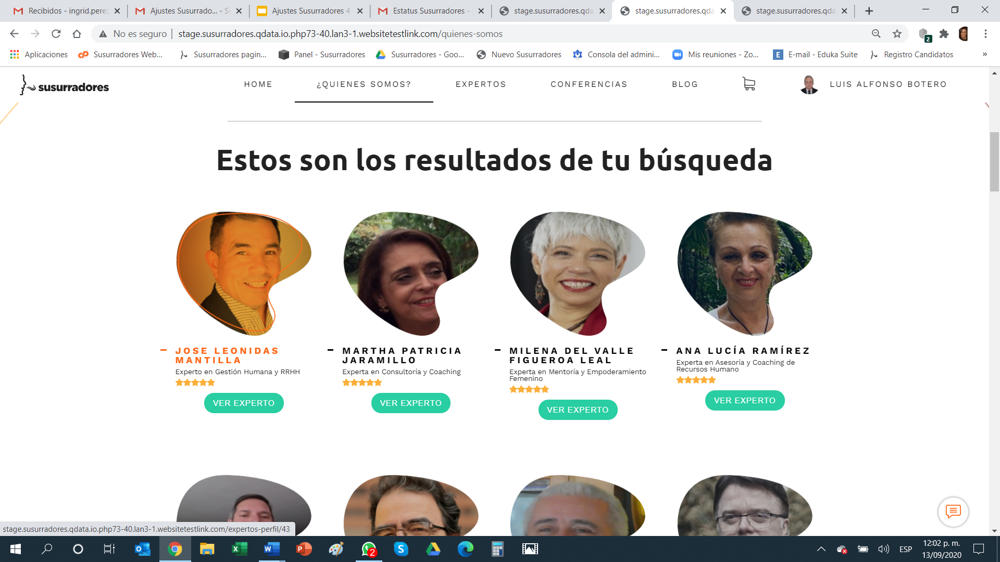 Recibidos - ingrid.perez
Ajustes Susurrado... - S
Ajustes Susurradores 4
Estatus Susurradores -
stage.susurradores.qda
stage.susurradores.qda
stage.susurradores.qda
No es seguro | stage.susurradores.qdata.io.php73-40.lan3-1.websitetestlink.com/quienes-somos
2
Aplicaciones
Susurradores Web...
Susurradores pagin...
Panel - Susurradores
Susurradores - Goo...
Nuevo Susurradores
Consola del admini...
Mis reuniones - Zo...
E E-mail - Eduka Suite
Registro Candidatos
»
susurradores
HOME
¿QUIENES SOMOS?
EXPERTOS
CONFERENCIAS
BLOG
LUIS ALFONSO BOTERO
Estos son los resultados de tu búsqueda
JOSE LEONIDAS
MANTILLA
Experto en Gestión Humana y RRHH
VER EXPERTO
MARTHA PATRICIA
JARAMILLO
Experta en Consultoría y Coaching
VER EXPERTO
MILENA DEL VALLE
FIGUEROA LEAL
Experta en Mentoría y Empoderamiento
Femenino
VER EXPERTO
ANA LUCÍA RAMÍREZ
Experta en Asesoría y Coaching de
Recursos Humano
VER EXPERTO
stage.susurradores.qdata.io.php73-40.lan3-1.websitetestlink.com/expertos-perfil/43
2
ESP
12:02 p. m.
13/09/2020